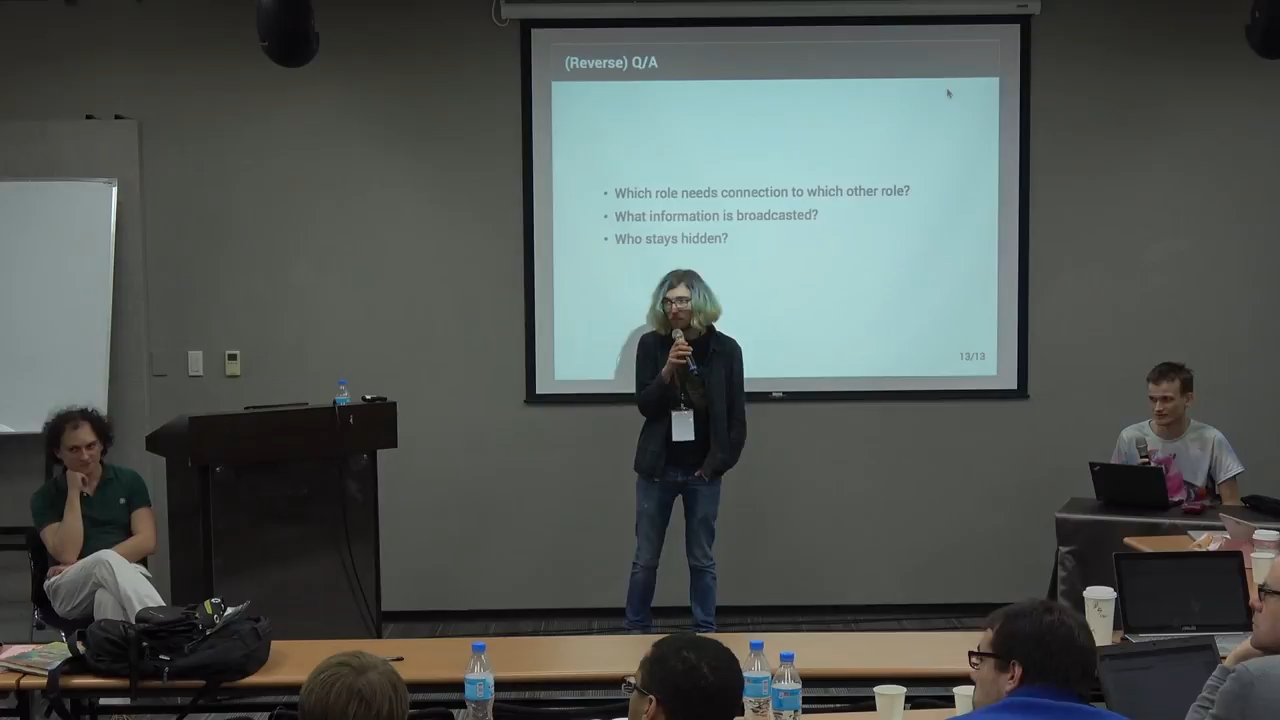 (Reverse) Q/A
• Which role needs connection to which other role?
• What information is broadcasted?
• Who stays hidden?
13/13